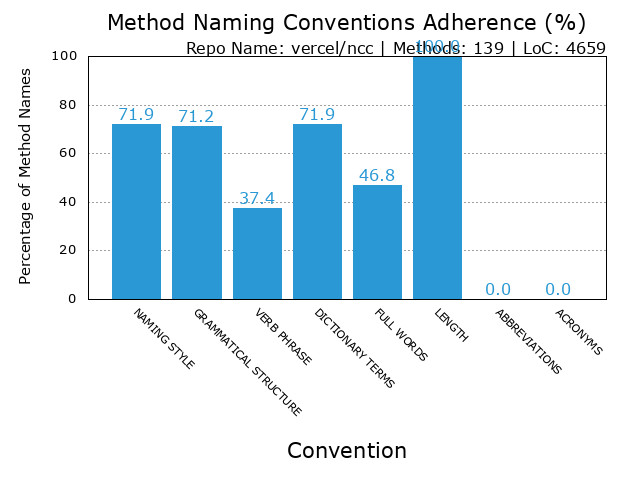 Method Naming Conventions Adherence (%)
Repo Name: vercel/ncc | Methods: 139 | LoC: 4659
Percentage of Method Names
100
80
60
40
20
0
71.9
71.2
37.4
71.9
46.8
100.0
0.0
0.0
NAMING STYLE
GRAMMATICAL STRUCTURE
VERB PHRASE
DICTIONARY TERMS
FULL WORDS
LENGTH
ABBREVIATIONS
ACRONYMS
Convention